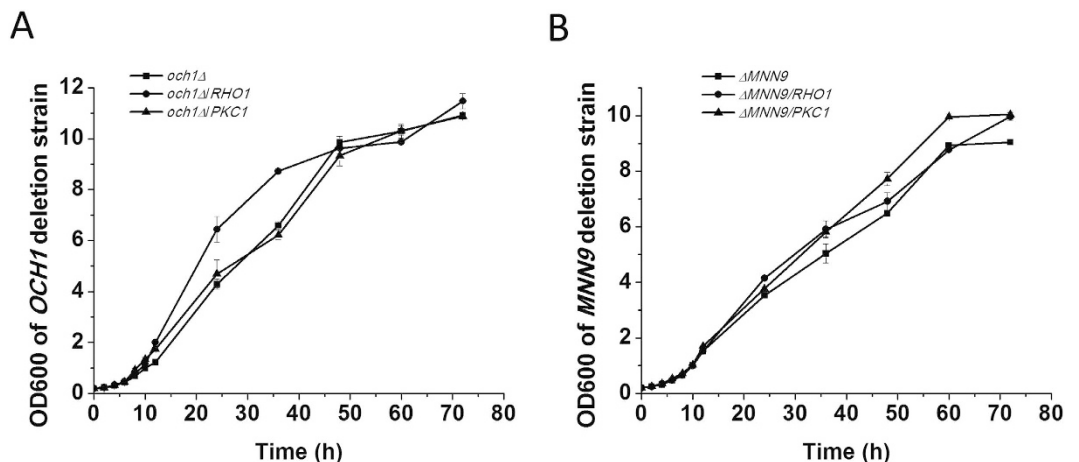 A
och1Δ
och1Δ/RHO1
och1Δ/PKC1
OD600 of OCH1 deletion strain
12
10
8
6
4
2
0
0 10 20 30 40 50 60 70 80
Time (h)
B
ΔMNN9
ΔMNN9/RHO1
ΔMNN9/PKC1
OD600 of MNN9 deletion strain
10
8
6
4
2
0
0 10 20 30 40 50 60 70 80
Time (h)